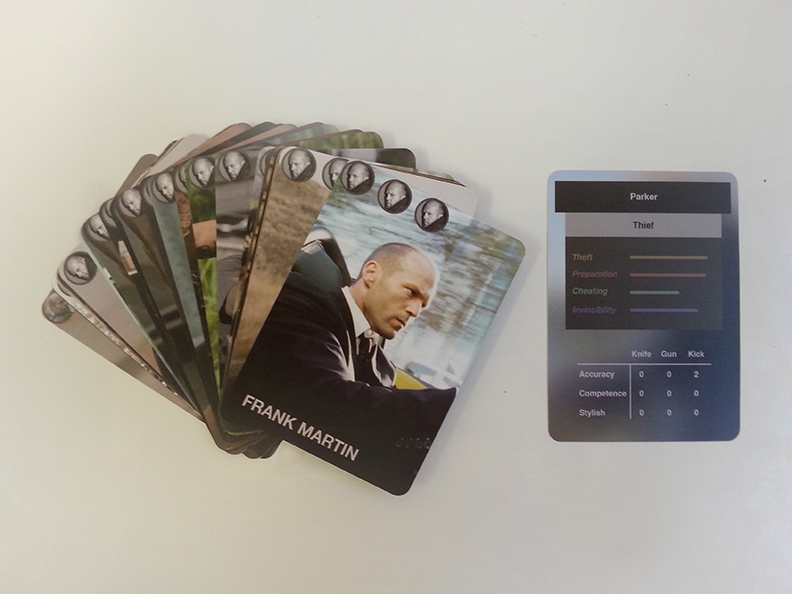 FRANK MARTIN
Parker
Thief
Theft
Preparation
Cheating
Invincibility
Knife Gun Kick
Accuracy 0 0 2
Competence 0 0 0
Stylish 0 0 0